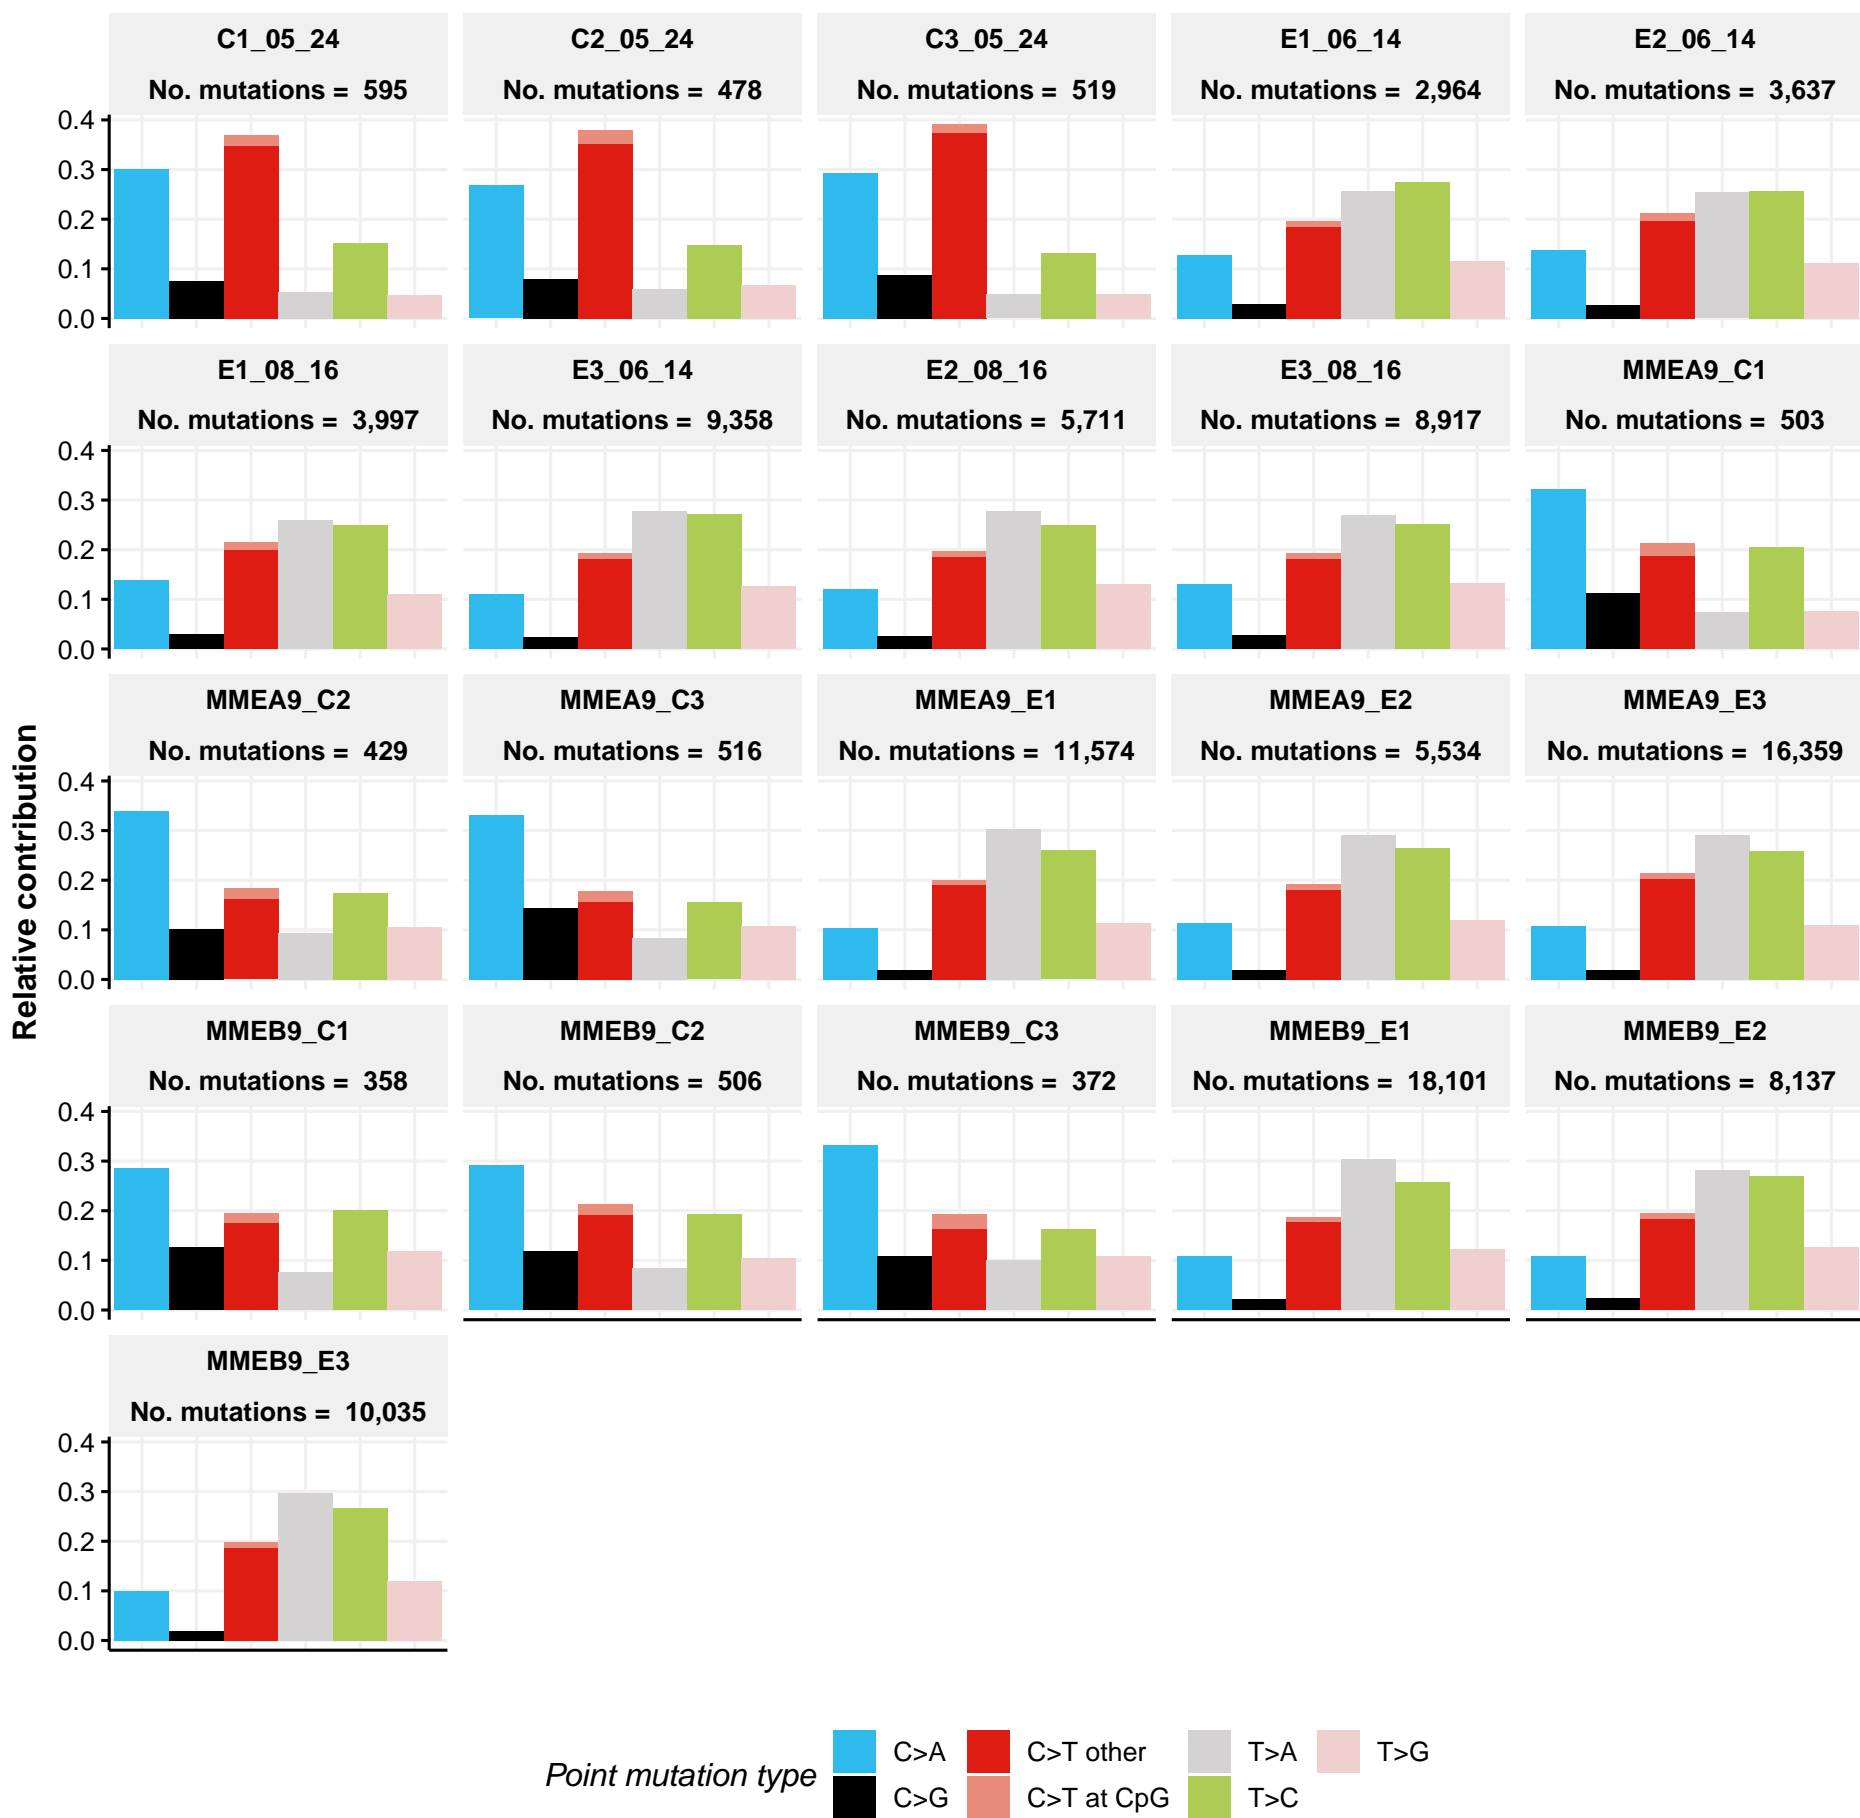 C1_05_24 C2_05_24 C3_05_24 E1_06_14 E2_06_14
No. mutations = 595 No. mutations = 478 No. mutations = 519 No. mutations = 2,964 No. mutations = 3,637
0.4
0.3
0.2
0.1
0.0
E1_08_16 E3_06_14 E2_08_16 E3_08_16 MMEA9_C1
No. mutations = 3,997 No. mutations = 9,358 No. mutations = 5,711 No. mutations = 8,917 No. mutations = 503
0.4
0.3
0.2
0.1
0.0
MMEA9_C2 MMEA9_C3 MMEA9_E1 MMEA9_E2 MMEA9_E3
No. mutations = 429 No. mutations = 516 No. mutations = 11,574 No. mutations = 5,534 No. mutations = 16,359
0.4
0.3
0.2
0.1
0.0
Relative contribution
MMEB9_C1 MMEB9_C2 MMEB9_C3 MMEB9_E1 MMEB9_E2
No. mutations = 358 No. mutations = 506 No. mutations = 372 No. mutations = 18,101 No. mutations = 8,137
0.4
0.3
0.2
0.1
0.0
MMEB9_E3
No. mutations = 10,035
0.4
0.3
0.2
0.1
0.0
Point mutation type
C>A C>T other T>A T>G
C>G C>T at CpG T>C